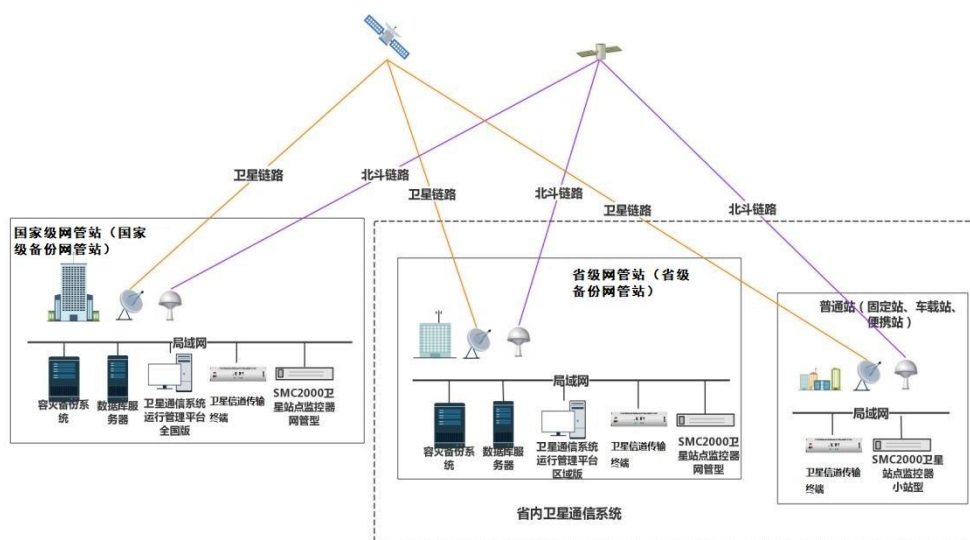 卫星链路
北斗链路
卫星链路
北斗链路
卫星链路
北斗链路
国家级网管站（国家
级备份网管站）
局域网
容灾备份系
统
数据库服
务器
卫星通信系统
运行管理平台
全国版
卫星信道传输
终端
SMC2000卫
星站点监控器
网管型
省级网管站（省级
备份网管站）
局域网
容灾备份系
统
数据库服
务器
卫星通信系统
运行管理平台
区域版
卫星信道传输
终端
SMC2000卫
星站点监控器
网管型
普通站（固定站、车载站、
便携站）
局域网
卫星信道传输
终端
SMC2000卫星
站点监控器
小站型
省内卫星通信系统